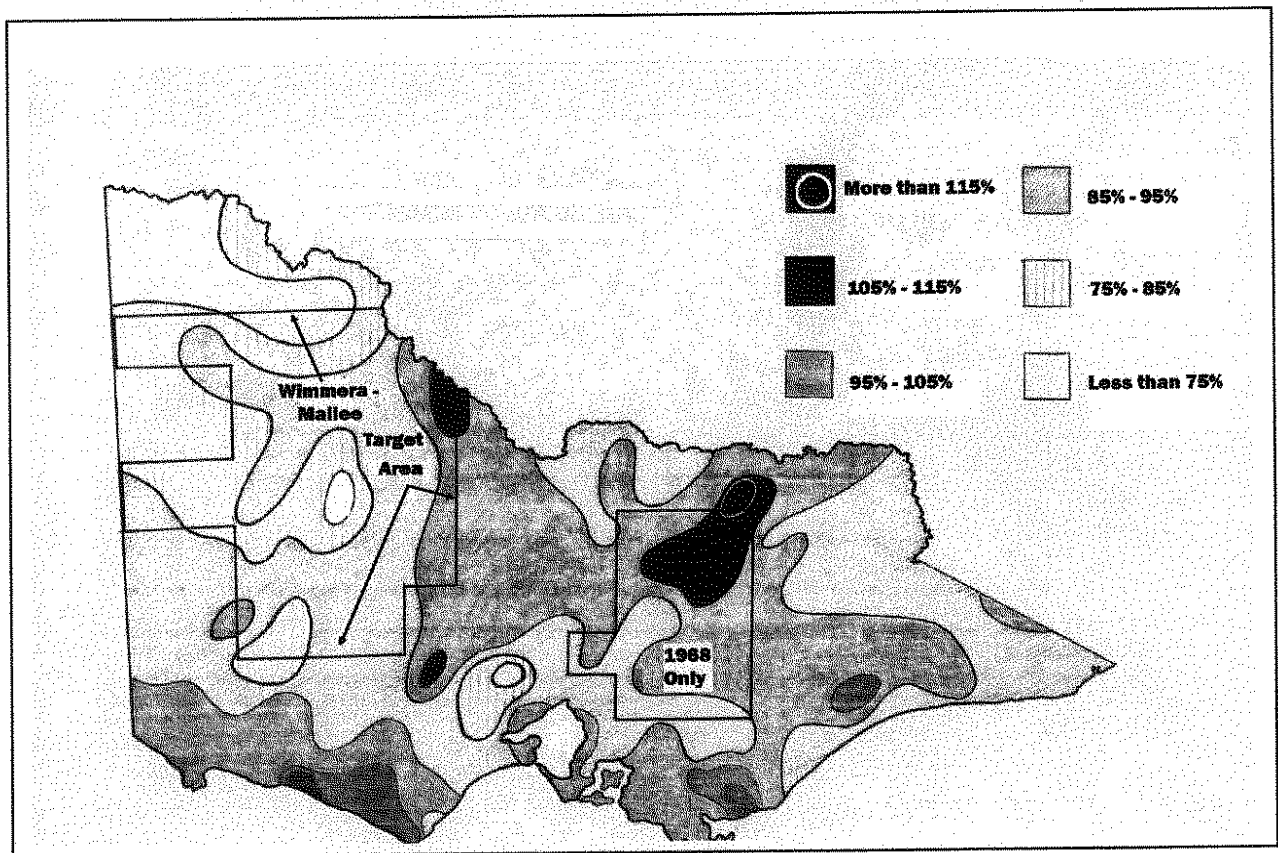 More than 115%
85% - 95%
105% - 115%
75% - 85%
95% - 105%
Less than 75%
Wimmera -
Mallee
Target
Area
1968
Only